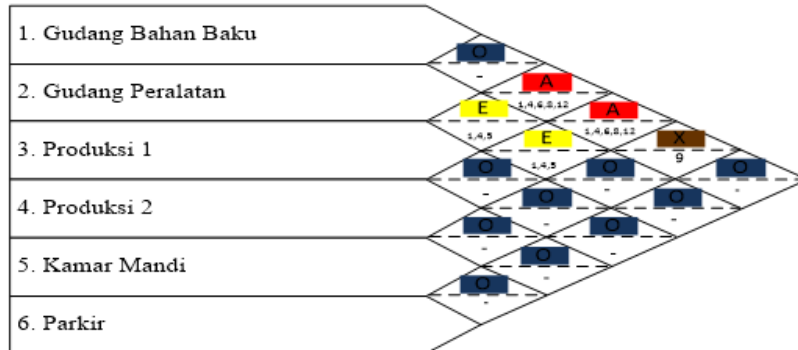 1. Gudang Bahan Baku
O
-
A
2. Gudang Peralatan
1,4,6,8,12
E A
1,4,5 1,4,6,8,12
E X
3. Produksi 1
9
O 1,4,5 O O
- - -
O O
4. Produksi 2
- -
O O
- -
O
5. Kamar Mandi
-
O
-
6. Parkir